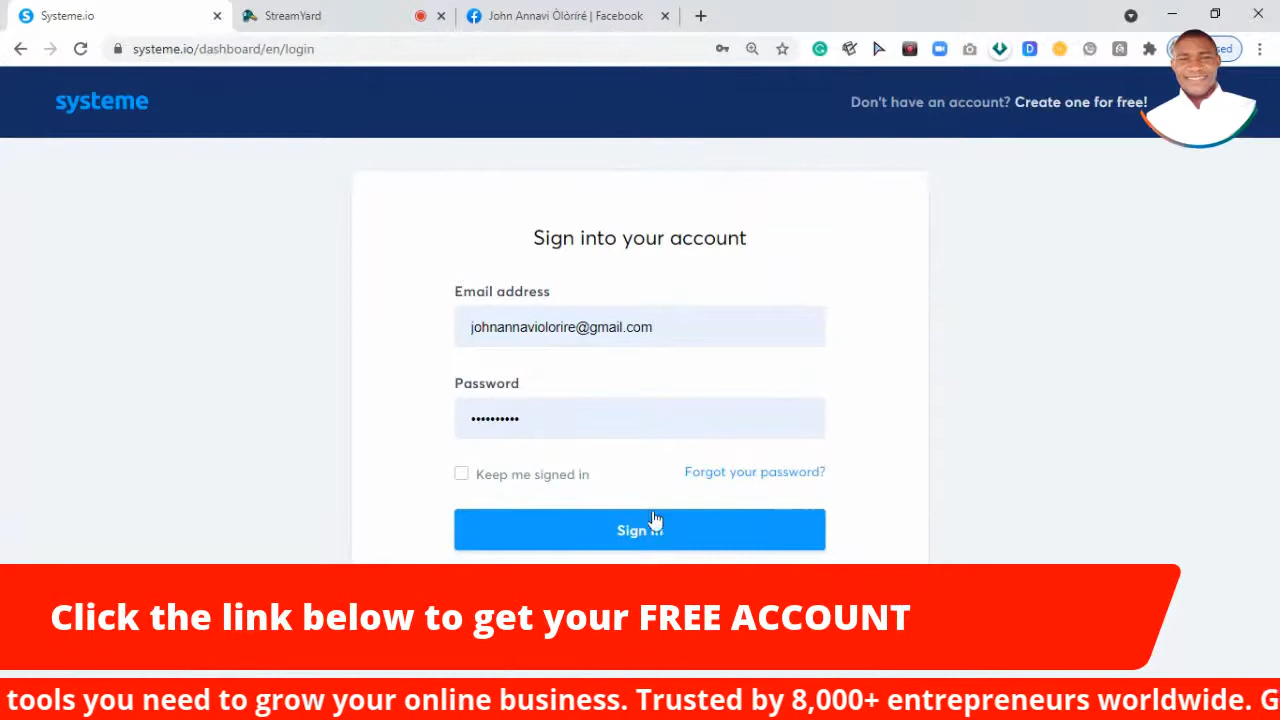 Systeme.io
StreamYard
John Annavi Òlòríré | Facebook
systeme.io/dashboard/en/login
systeme
Don't have an account? Create one for free!
Sign into your account
Email address
johnannaviolorire@gmail.com
Password
••••••••••
Keep me signed in
Forgot your password?
Sign
Click the link below to get your FREE ACCOUNT
tools you need to grow your online business. Trusted by 8,000+ entrepreneurs worldwide. G